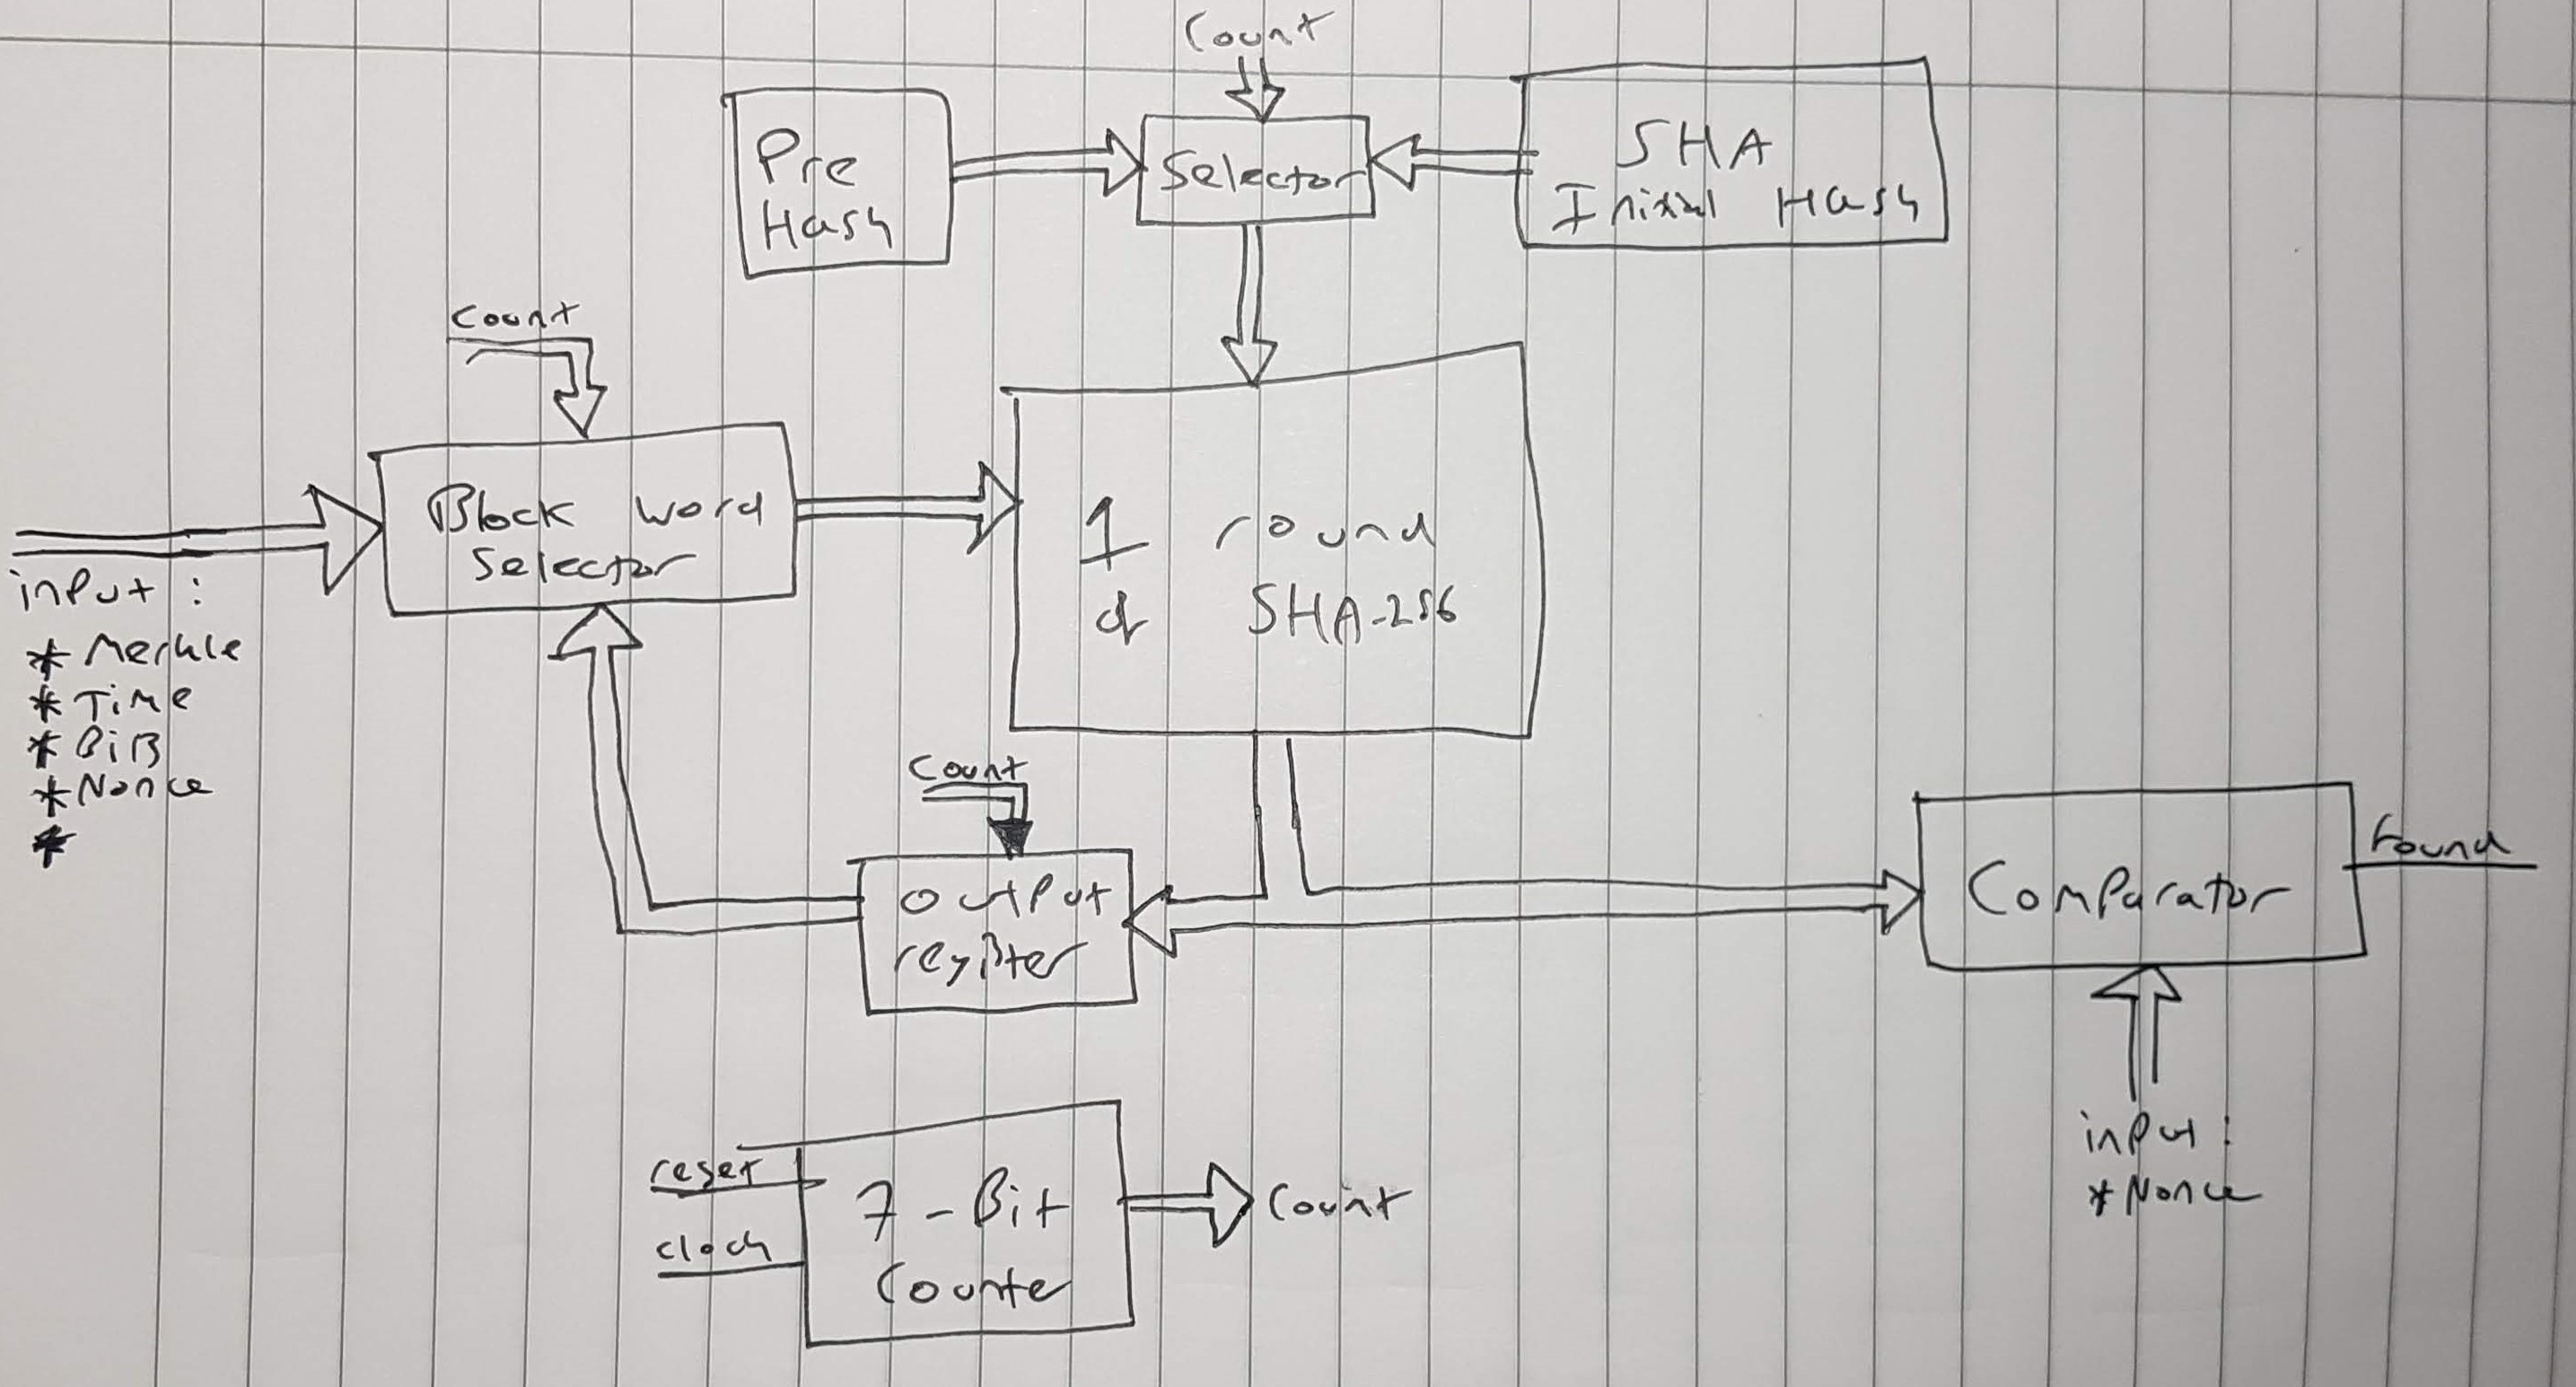 Count
Pre
Hash
Selector
SHA
Initial Hash
Count
Block word
Selector
1 round
of SHA-256
input :
* Merkle
* Time
* Nonce
*
Count
output
register
Comparator
Found
input :
* Nonce
reset
clock
7-Bit
Counter
Count